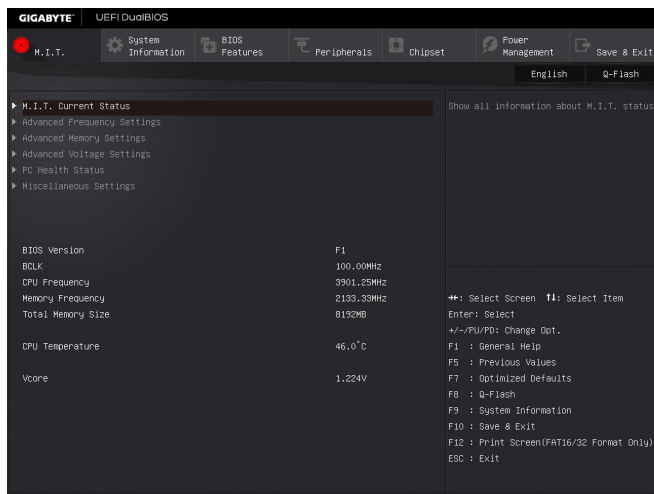 GIGABYTE™ UEFI DualBIOS
M.I.T.
System Information
BIOS Features
Peripherals
Chipset
Power Management
Save & Exit
English
Q-Flash
M.I.T. Current Status
Advanced Frequency Settings
Advanced Memory Settings
Advanced Voltage Settings
PC Health Status
Miscellaneous Settings
Show all information about M.I.T. status
BIOS Version F1
BCLK 100.00MHz
CPU Frequency 3901.25MHz
Memory Frequency 2133.33MHz
Total Memory Size 8192MB
CPU Temperature 46.0°C
Vcore 1.224V
→←: Select Screen ↑↓: Select Item
Enter: Select
+/-/PU/PD: Change Opt.
F1 : General Help
F5 : Previous Values
F7 : Optimized Defaults
F8 : Q-Flash
F9 : System Information
F10 : Save & Exit
F12 : Print Screen(FAT16/32 Format Only)
ESC : Exit